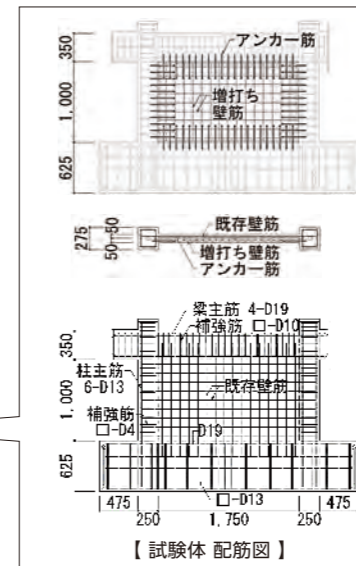 アンカー筋
350
増打ち
壁筋
1,000
625
既存壁筋
275
50 50
増打ち壁筋
アンカー筋
梁主筋 4-D19
補強筋 □-D10
350
柱主筋
6-D13
既存壁筋
1,000
補強筋
□-D4
D19
625
□-D13
475
475
250
1,750
250
【 試験体 配筋図 】